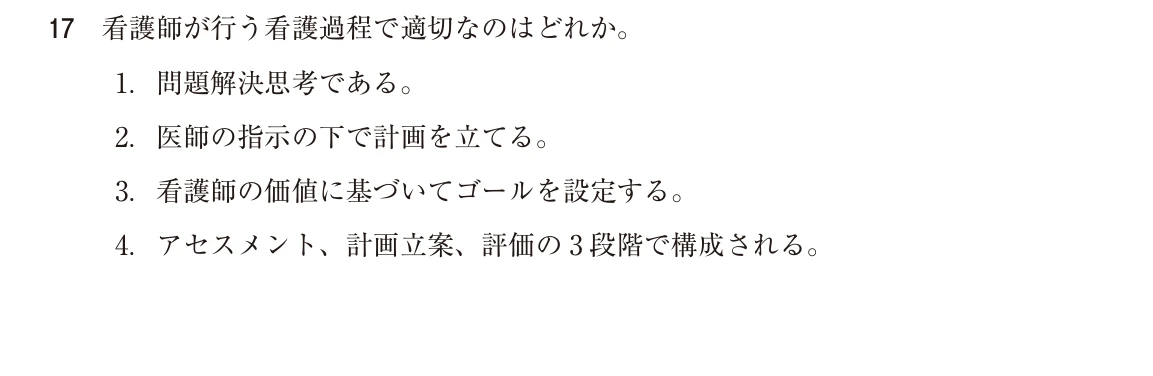 17 看護師が行う看護過程で適切なのはどれか。
1. 問題解決思考である。
2. 医師の指示の下で計画を立てる。
3. 看護師の価値に基づいてゴールを設定する。
4. アセスメント、計画立案、評価の3段階で構成される。